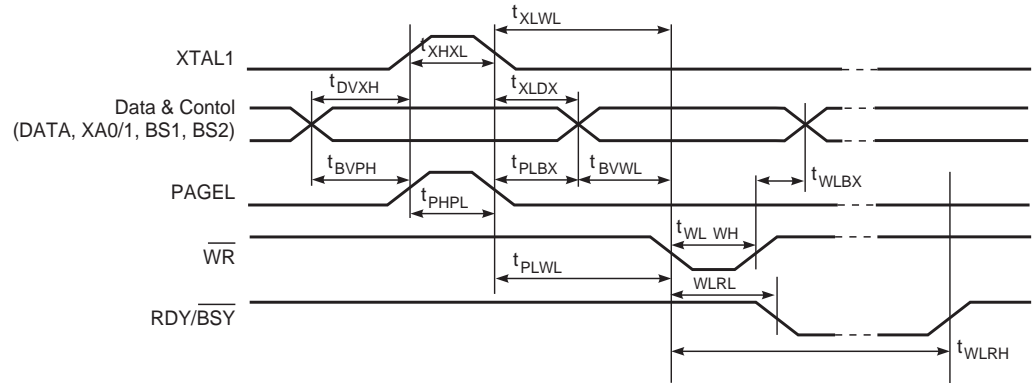 tXLWL
XTAL1
tXHXL
tDVXH
tXLDX
Data & Contol
(DATA, XA0/1, BS1, BS2)
tBVPH
tPLBX
tBVWL
tWLBX
PAGEL
tPHPL
tWL WH
WR
tPLWL
WLRL
RDY/BSY
tWLRH